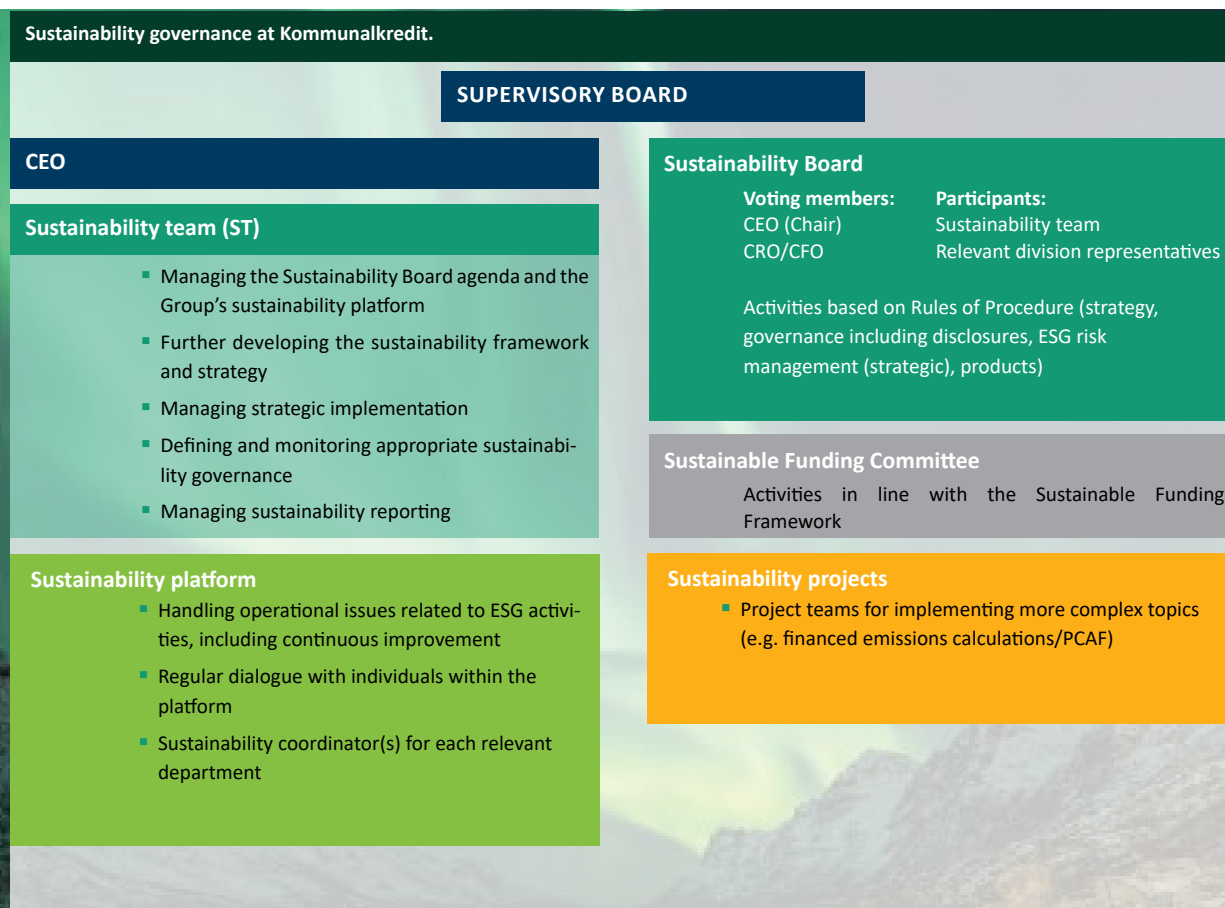 Sustainability governance at Kommunalkredit.
SUPERVISORY BOARD
CEO
Sustainability team (ST)
▪ Managing the Sustainability Board agenda and the
Group’s sustainability platform
▪ Further developing the sustainability framework
and strategy
▪ Managing strategic implementation
▪ Defining and monitoring appropriate sustainabi-
lity governance
▪ Managing sustainability reporting
Sustainability platform
▪ Handling operational issues related to ESG activi-
ties, including continuous improvement
▪ Regular dialogue with individuals within the
platform
▪ Sustainability coordinator(s) for each relevant
department
Sustainability Board
Voting members: Participants:
CEO (Chair) Sustainability team
CRO/CFO Relevant division representatives
Activities based on Rules of Procedure (strategy,
governance including disclosures, ESG risk
management (strategic), products)
Sustainable Funding Committee
Activities in line with the Sustainable Funding
Framework
Sustainability projects
▪ Project teams for implementing more complex topics
(e.g. financed emissions calculations/PCAF)